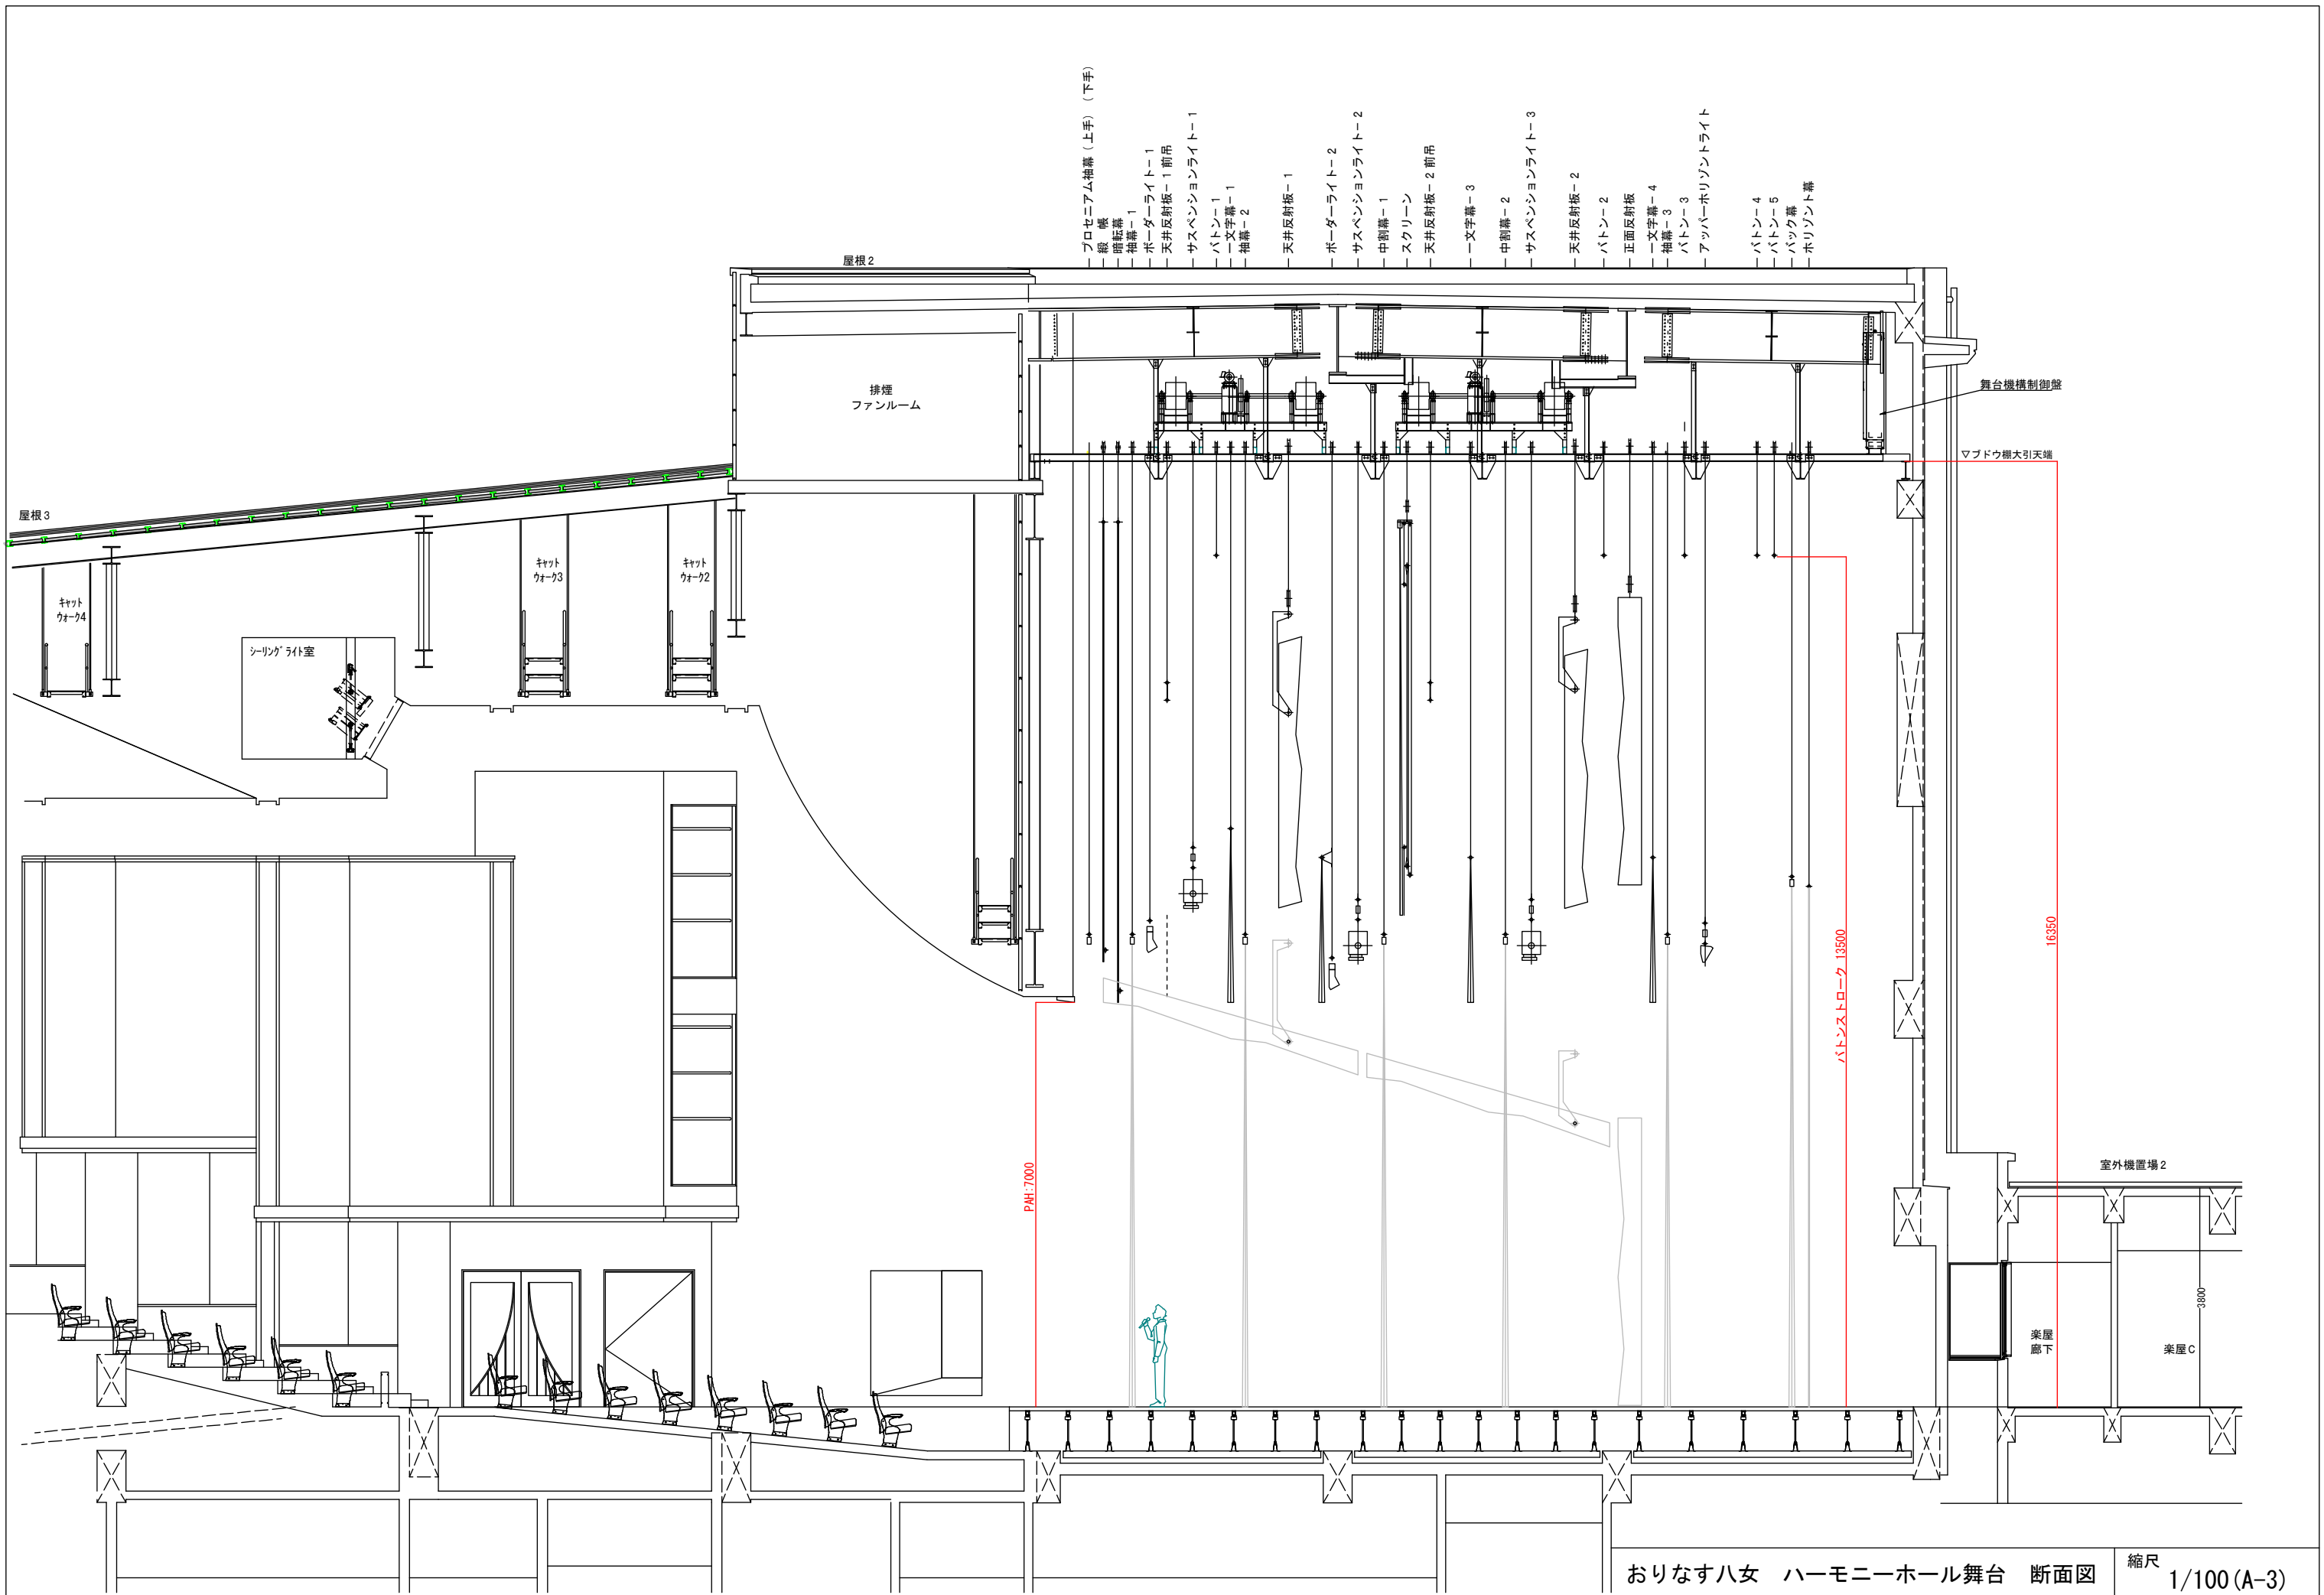 プロセニアム袖幕（上手）（下手）
緞 帳
暗転幕
袖幕－1
ボーダーライト－1
天井反射板－1 前吊
サスペンションライト－1
バトン－1
一文字幕－1
袖幕－2
天井反射板－1
ボーダーライト－2
サスペンションライト－2
中割幕－1
スクリーン
天井反射板－2 前吊
一文字幕－3
中割幕－2
サスペンションライト－3
天井反射板－2
バトン－2
正面反射板
一文字幕－4
袖幕－3
バトン－3
アッパーホリゾントライト
バトン－4
バトン－5
バック幕
ホリゾント幕
屋根2
排煙
ファンルーム
舞台機構制御盤
▽ブドウ棚大引天端
屋根3
キャット
ウォーク4
キャット
ウォーク3
キャット
ウォーク2
シーリングライト室
16350
バトンストローク 13500
PAH:7000
室外機置場2
3800
楽屋
廊下
楽屋C
おりなす八女　ハーモニーホール舞台　断面図
縮尺
1/100(A-3)